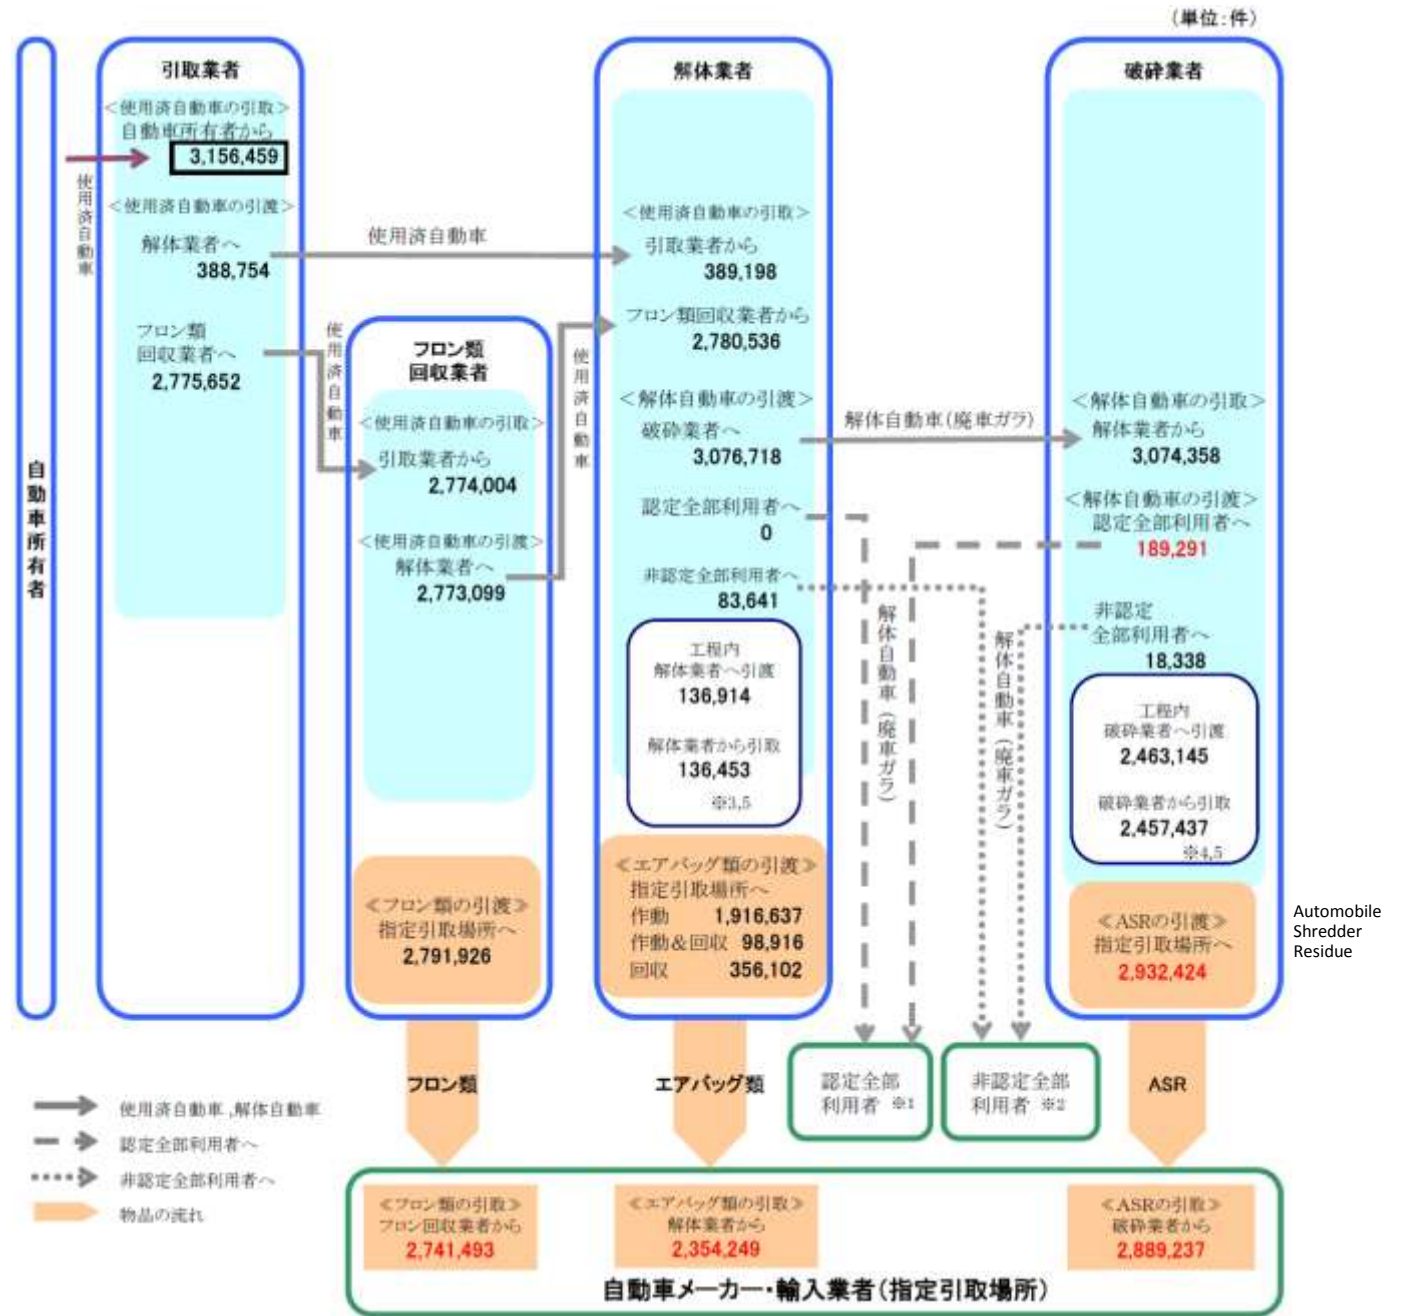 （単位：件）
自動車所有者
使用済自動車
引取業者
＜使用済自動車の引取＞
自動車所有者から
3,156,459
＜使用済自動車の引渡＞
解体業者へ
388,754
フロン類
回収業者へ
2,775,652
使用済自動車
使用済自動車
フロン類
回収業者
＜使用済自動車の引取＞
引取業者から
2,774,004
＜使用済自動車の引渡＞
解体業者へ
2,773,099
≪フロン類の引渡≫
指定引取場所へ
2,791,926
使用済自動車
解体業者
＜使用済自動車の引取＞
引取業者から
389,198
フロン類回収業者から
2,780,536
＜解体自動車の引渡＞
破砕業者へ
3,076,718
認定全部利用者へ
0
非認定全部利用者へ
83,641
工程内
解体業者へ引渡
136,914
解体業者から引取
136,453
※3,5
≪エアバッグ類の引渡≫
指定引取場所へ
作動 1,916,637
作動&回収 98,916
回収 356,102
解体自動車(廃車ガラ)
解体自動車（廃車ガラ）
解体自動車（廃車ガラ）
破砕業者
＜解体自動車の引取＞
解体業者から
3,074,358
＜解体自動車の引渡＞
認定全部利用者へ
189,291
非認定
全部利用者へ
18,338
工程内
破砕業者へ引渡
2,463,145
破砕業者から引取
2,457,437
※4,5
≪ASRの引渡≫
指定引取場所へ
2,932,424
Automobile
Shredder
Residue
フロン類
エアバッグ類
認定全部
利用者 ※1
非認定全部
利用者 ※2
ASR
使用済自動車 ,解体自動車
認定全部利用者へ
非認定全部利用者へ
物品の流れ
≪フロン類の引取≫
フロン回収業者から
2,741,493
≪エアバッグ類の引取≫
解体業者から
2,354,249
≪ASRの引取≫
破砕業者から
2,889,237
自動車メーカー・輸入業者(指定引取場所)